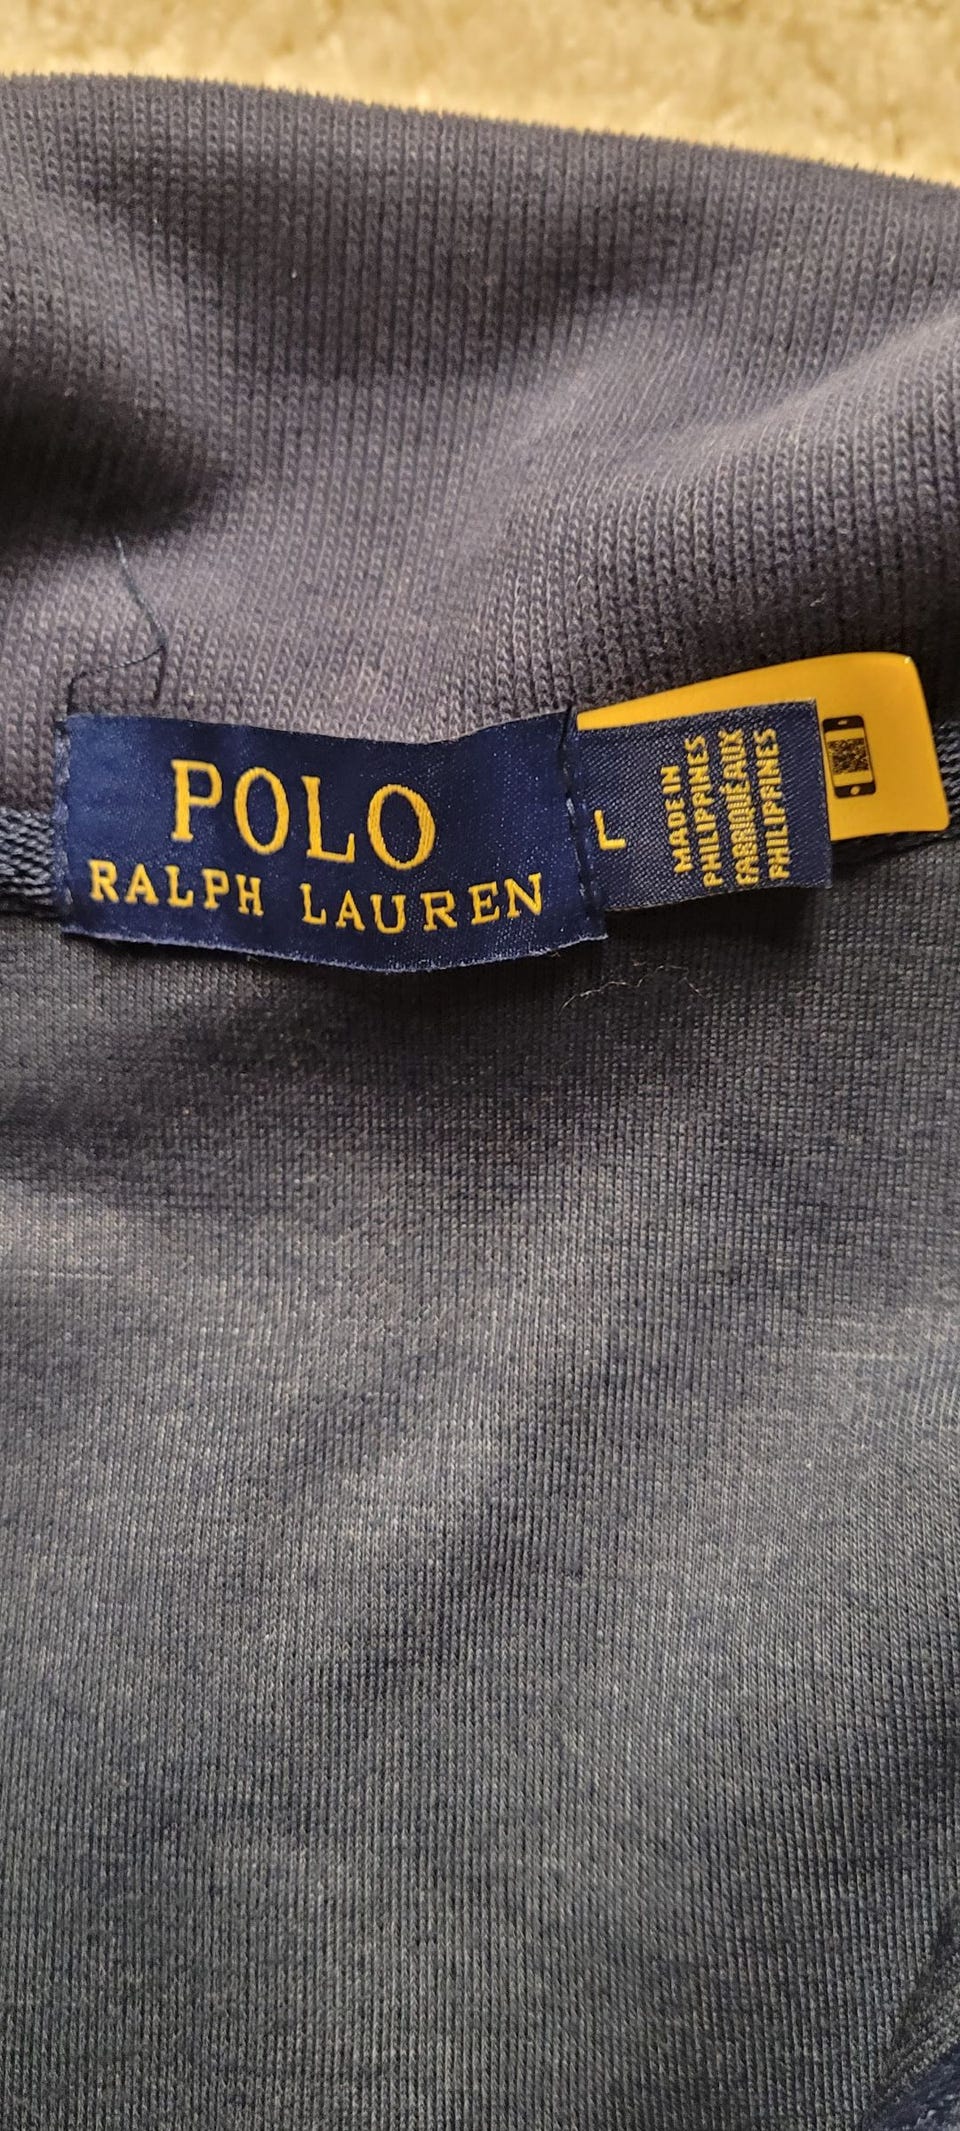 POLO
RALPH LAUREN
L
MADE IN
PHILIPPINES
FABRIQUÉ AUX
PHILIPPINES